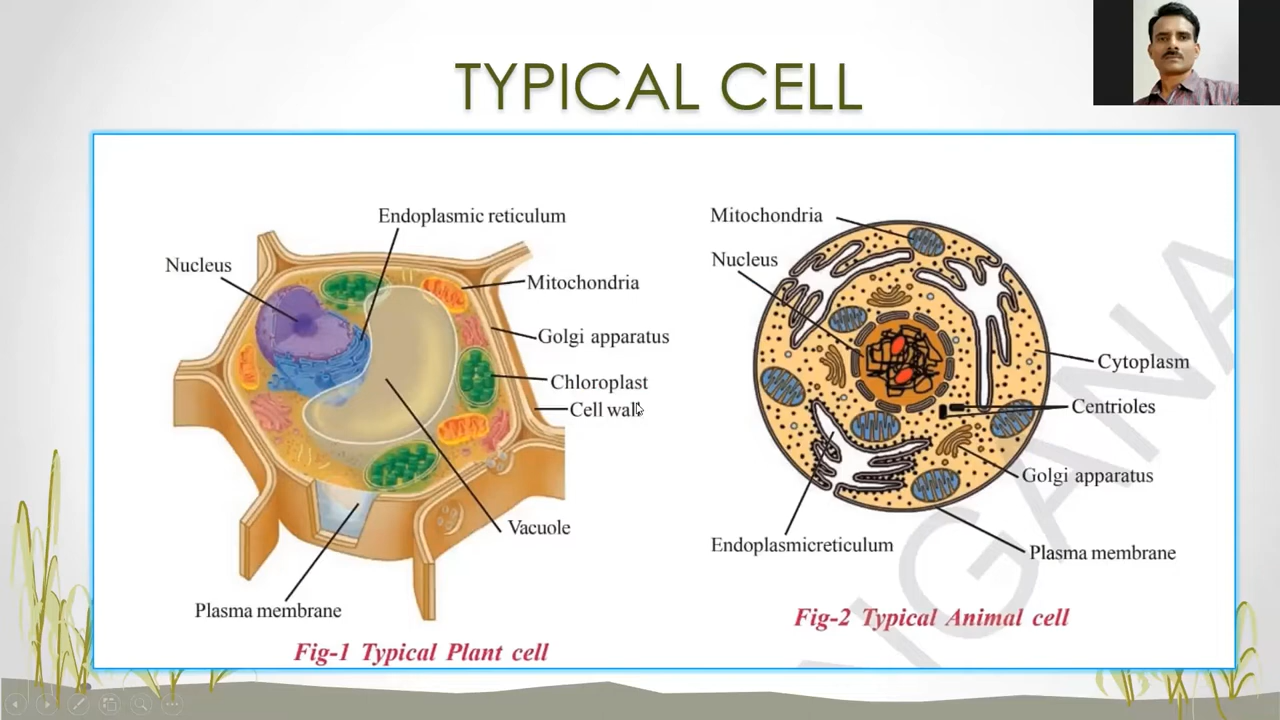 TYPICAL CELL
Endoplasmic reticulum
Nucleus
Mitochondria
Golgi apparatus
Chloroplast
Cell wall
Vacuole
Plasma membrane
Fig-1 Typical Plant cell
Mitochondria
Nucleus
Cytoplasm
Centrioles
Golgi apparatus
Endoplasmicreticulum
Plasma membrane
Fig-2 Typical Animal cell